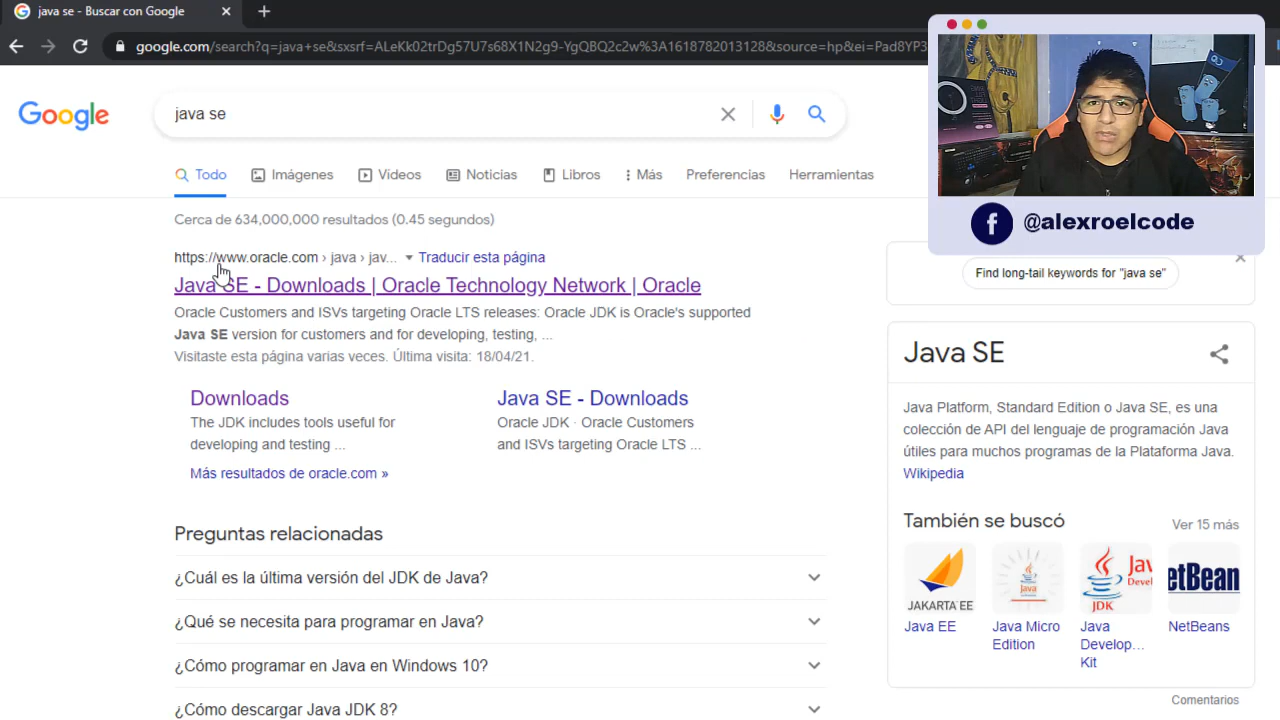 java se - Buscar con Google
google.com/search?q=java+se&sxsrf=ALeKk02trDg57U7s68X1N2g9-YgQBQ2c2w%3A1618782013128&source=hp&ei=Pad8YP3
@alexroelcode
Google
java se
Todo
Imágenes
Videos
Noticias
Libros
Más
Preferencias
Herramientas
Cerca de 634,000,000 resultados (0.45 segundos)
https://www.oracle.com › java › jav... Traducir esta página
Java SE - Downloads | Oracle Technology Network | Oracle
Oracle Customers and ISVs targeting Oracle LTS releases: Oracle JDK is Oracle's supported
Java SE version for customers and for developing, testing, ...
Visitaste esta página varias veces. Última visita: 18/04/21.
Downloads
The JDK includes tools useful for
developing and testing ...
Java SE - Downloads
Oracle JDK · Oracle Customers
and ISVs targeting Oracle LTS ...
Más resultados de oracle.com »
Preguntas relacionadas
¿Cuál es la última versión del JDK de Java?
¿Qué se necesita para programar en Java?
¿Cómo programar en Java en Windows 10?
¿Cómo descargar Java JDK 8?
Find long-tail keywords for "java se"
Java SE
Java Platform, Standard Edition o Java SE, es una
colección de API del lenguaje de programación Java
útiles para muchos programas de la Plataforma Java.
Wikipedia
También se buscó
Ver 15 más
JAKARTA EE
Java
Jav
Devel
JDK
etBean
Java EE
Java Micro
Edition
Java
Develop...
Kit
NetBeans
Comentarios